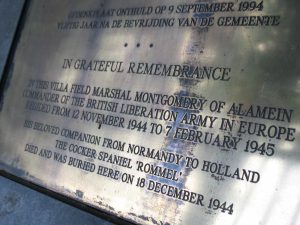 GEDENKPLAAT ONTHULD OP 9 SEPTEMBER 1994
VIJFTIG JAAR NA DE BEVRIJDING VAN DE GEMEENTE
* * *
IN GRATEFUL REMEMBRANCE
IN THIS VILLA FIELD MARSHAL MONTGOMERY OF ALAMEIN
COMMANDER OF THE BRITISH LIBERATION ARMY IN EUROPE
RESIDED FROM 12 NOVEMBER 1944 TO 7 FEBRUARY 1945
HIS BELOVED COMPANION FROM NORMANDY TO HOLLAND
THE COCKER SPANIEL "ROMMEL"
DIED AND WAS BURIED HERE ON 18 DECEMBER 1944